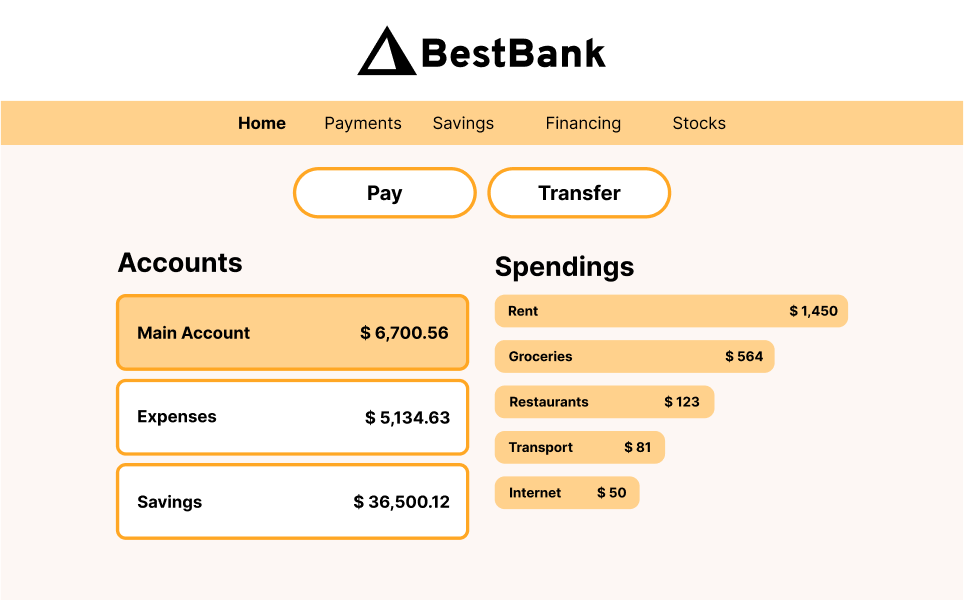 BestBank
Home Payments Savings Financing Stocks
Pay Transfer
Accounts
Main Account $ 6,700.56
Expenses $ 5,134.63
Savings $ 36,500.12
Spendings
Rent $ 1,450
Groceries $ 564
Restaurants $ 123
Transport $ 81
Internet $ 50